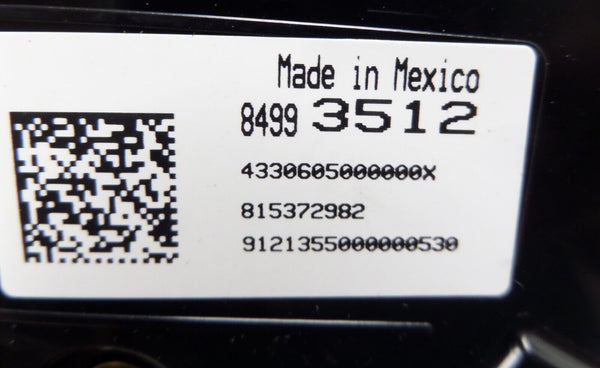 Made in Mexico
8499 3512
4330605000000X
815372982
9121355000000530